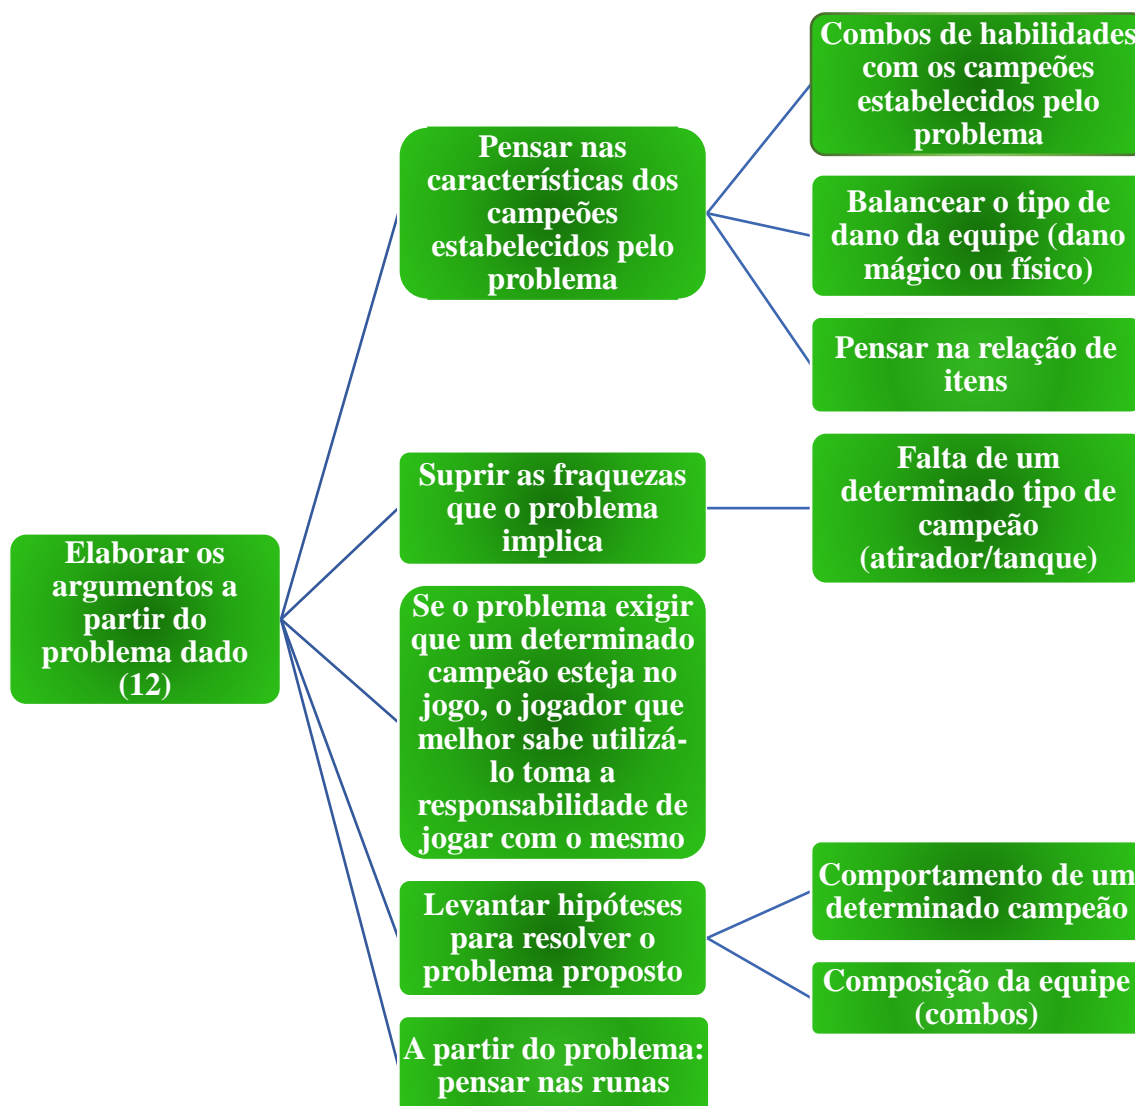 Elaborar os
argumentos a
partir do
problema dado
(12)
Pensar nas
características dos
campeões
estabelecidos pelo
problema
Combos de habilidades
com os campeões
estabelecidos pelo
problema
Balancear o tipo de
dano da equipe (dano
mágico ou físico)
Pensar na relação de
itens
Suprir as fraquezas
que o problema
implica
Falta de um
determinado tipo de
campeão
(atirador/tanque)
Se o problema exigir
que um determinado
campeão esteja no
jogo, o jogador que
melhor sabe utilizá-
lo toma a
responsabilidade de
jogar com o mesmo
Levantar hipóteses
para resolver o
problema proposto
Comportamento de um
determinado campeão
Composição da equipe
(combos)
A partir do problema:
pensar nas runas